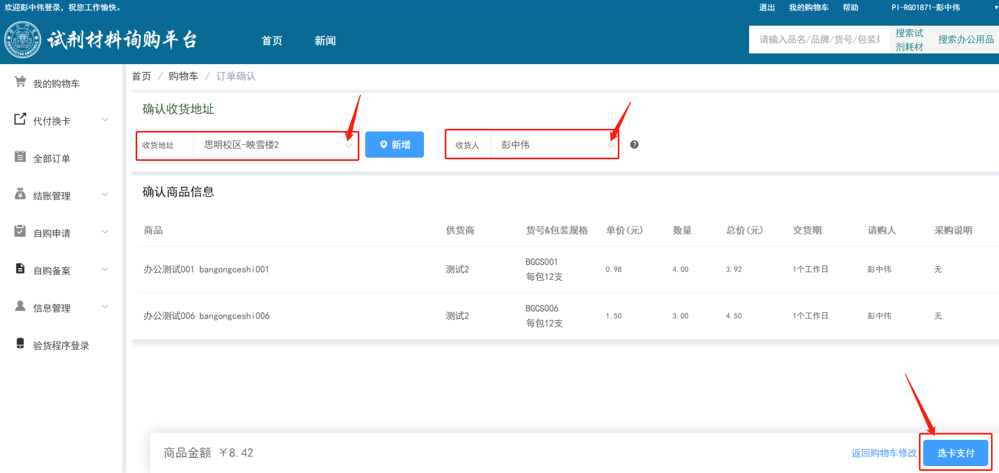 欢迎彭中伟登录，祝您工作愉快。
退出 我的购物车 帮助 PI-RG01871-彭中伟
試剂材料询购平台
首页 新闻
请输入品名/品牌/货号/包装规
搜索试
剂耗材
搜索办公用品
我的购物车
代付换卡
全部订单
结账管理
自购申请
自购备案
信息管理
验货程序登录
首页 / 购物车 / 订单确认
确认收货地址
收货地址 思明校区-映雪楼2 新增 收货人 彭中伟
确认商品信息
商品 供货商 货号&包装规格 单价(元) 数量 总价(元) 交货期 请购人 采购说明
办公测试001 bangongceshi001 测试2 BGCS001 0.98 4.00 3.92 1个工作日 彭中伟 无
每包12支
办公测试006 bangongceshi006 测试2 BGCS006 1.50 3.00 4.50 1个工作日 彭中伟 无
每包12支
商品金额 ￥8.42
返回购物车修改 选卡支付